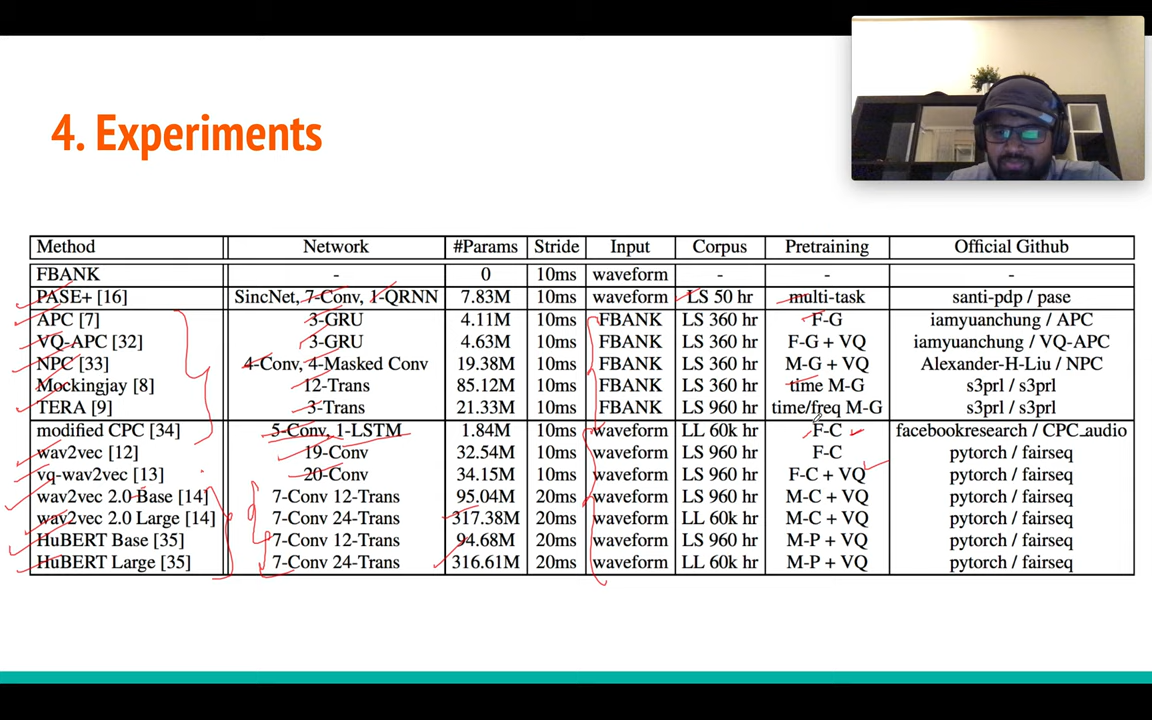 4. Experiments
Method Network #Params Stride Input Corpus Pretraining Official Github
FBANK - 0 10ms waveform - - -
PASE+ [16] SincNet, 7-Conv, 1-QRNN 7.83M 10ms waveform LS 50 hr multi-task santi-pdp / pase
APC [7] 3-GRU 4.11M 10ms FBANK LS 360 hr F-G iamyuanchung / APC
VQ-APC [32] 3-GRU 4.63M 10ms FBANK LS 360 hr F-G + VQ iamyuanchung / VQ-APC
NPC [33] 4-Conv, 4-Masked Conv 19.38M 10ms FBANK LS 360 hr M-G + VQ Alexander-H-Liu / NPC
Mockingjay [8] 12-Trans 85.12M 10ms FBANK LS 360 hr time M-G s3prl / s3prl
TERA [9] 3-Trans 21.33M 10ms FBANK LS 960 hr time/freq M-G s3prl / s3prl
modified CPC [34] 5-Conv, 1-LSTM 1.84M 10ms waveform LL 60k hr F-C facebookresearch / CPC_audio
wav2vec [12] 19-Conv 32.54M 10ms waveform LS 960 hr F-C pytorch / fairseq
vq-wav2vec [13] 20-Conv 34.15M 10ms waveform LS 960 hr F-C + VQ pytorch / fairseq
wav2vec 2.0 Base [14] 7-Conv 12-Trans 95.04M 20ms waveform LS 960 hr M-C + VQ pytorch / fairseq
wav2vec 2.0 Large [14] 7-Conv 24-Trans 317.38M 20ms waveform LL 60k hr M-C + VQ pytorch / fairseq
HuBERT Base [35] 7-Conv 12-Trans 94.68M 20ms waveform LS 960 hr M-P + VQ pytorch / fairseq
HuBERT Large [35] 7-Conv 24-Trans 316.61M 20ms waveform LL 60k hr M-P + VQ pytorch / fairseq